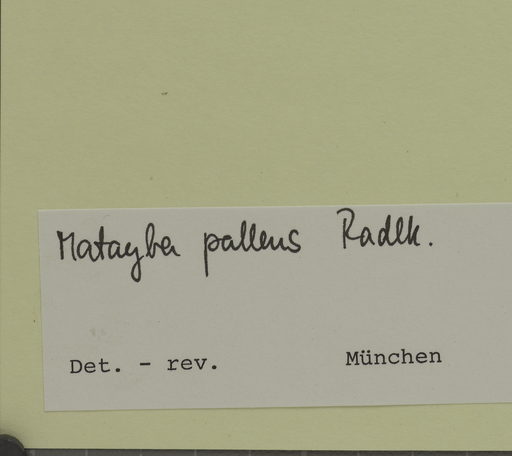 Matayba pallens Radlk.
Det. - rev. München